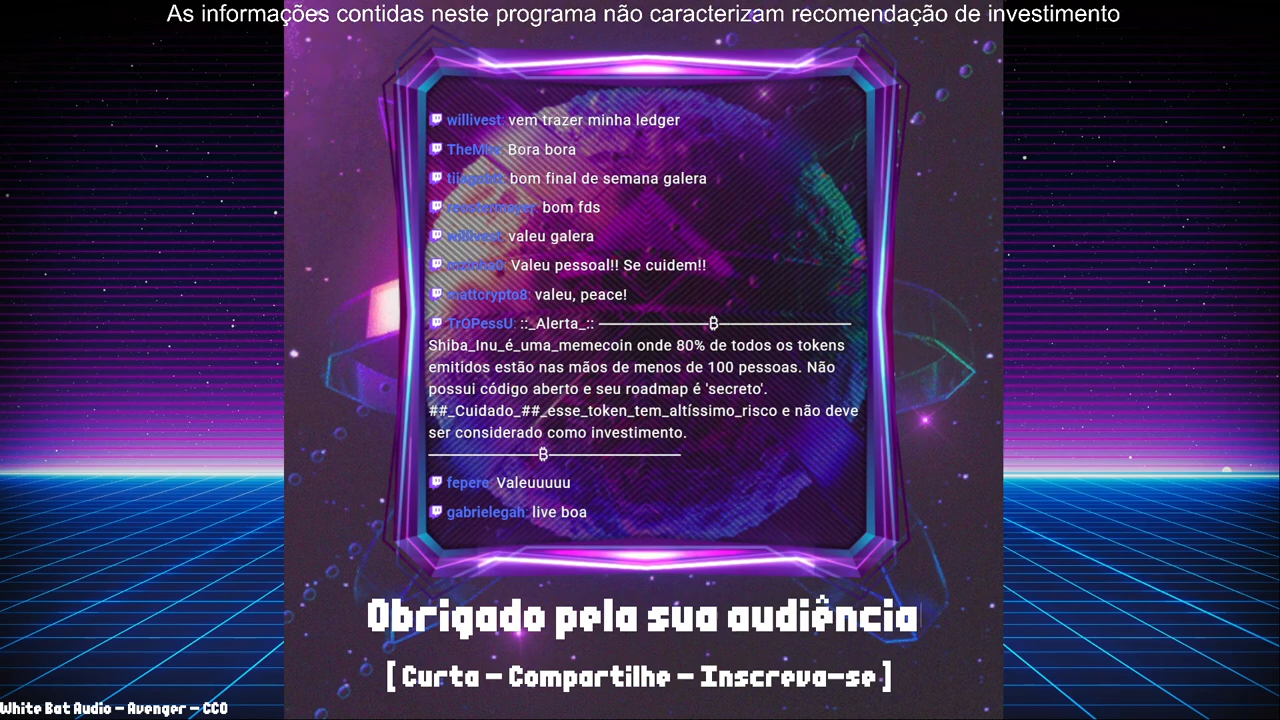 As informações contidas neste programa não caracterizam recomendação de investimento
willivest: vem trazer minha ledger
Bora bora
bom final de semana galera
bom fds
willivest: valeu galera
Valeu pessoal!! Se cuidem!!
mattcrypto8: valeu, peace!
TrOPessU: ::_Alerta_:: ——————₿——————
Shiba_Inu_é_uma_memecoin onde 80% de todos os tokens
emitidos estão nas mãos de menos de 100 pessoas. Não
possui código aberto e seu roadmap é 'secreto'.
##_Cuidado_##_esse_token_tem_altíssimo_risco e não deve
ser considerado como investimento.
——————₿——————
fepere: Valeuuuuu
gabrielegah: live boa
Obrigado pela sua audiência
[ Curta - Compartilhe - Inscreva-se ]
White Bat Audio - Avenger - CC0